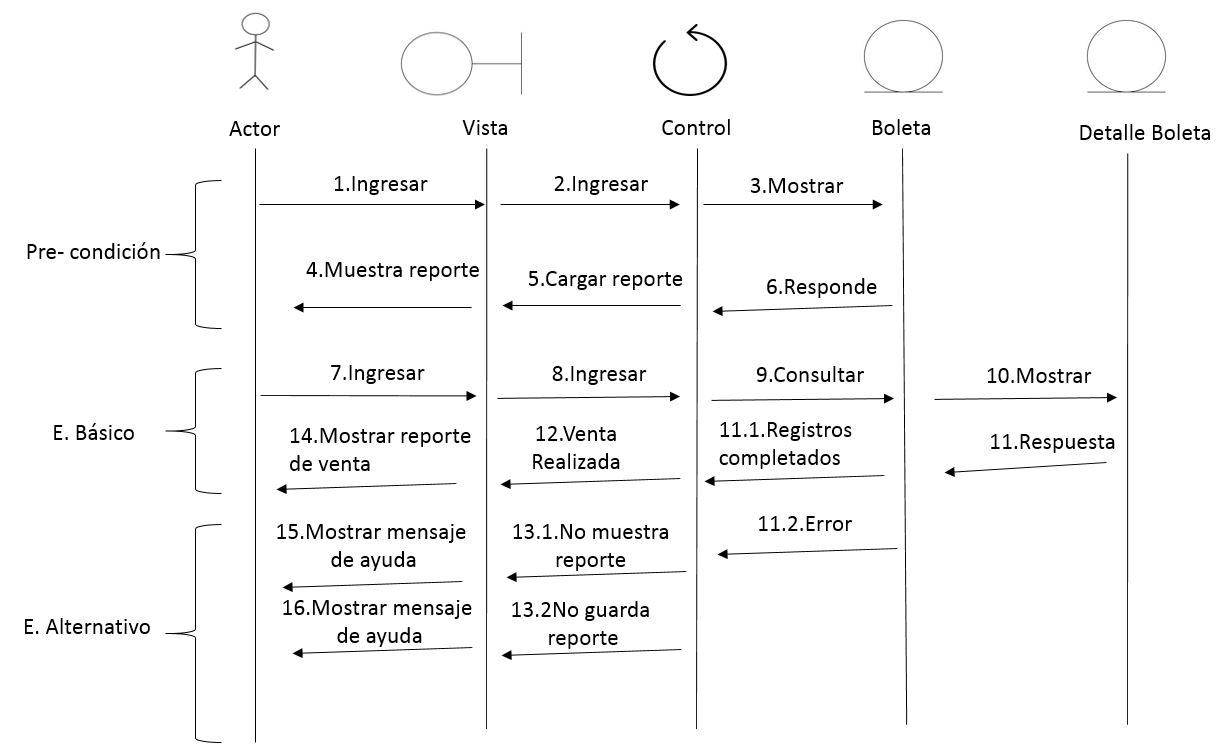 Actor
Vista
Control
Boleta
Detalle Boleta
Pre- condición
1.Ingresar
2.Ingresar
3.Mostrar
4.Muestra reporte
5.Cargar reporte
6.Responde
E. Básico
7.Ingresar
8.Ingresar
9.Consultar
10.Mostrar
14.Mostrar reporte
de venta
12.Venta
Realizada
11.1.Registros
completados
11.Respuesta
E. Alternativo
15.Mostrar mensaje
de ayuda
13.1.No muestra
reporte
11.2.Error
16.Mostrar mensaje
de ayuda
13.2No guarda
reporte